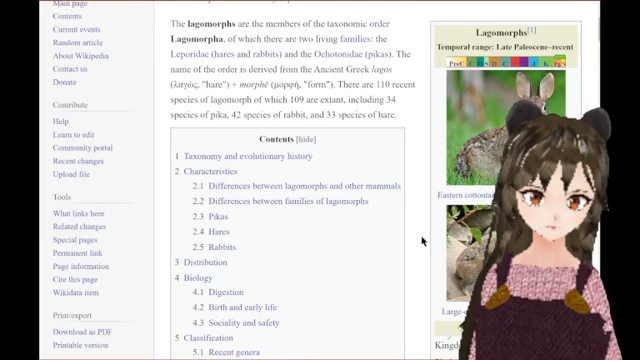 Main page
Contents
Current events
Random article
About Wikipedia
Contact us
Donate
Contribute
Help
Learn to edit
Community portal
Recent changes
Upload file
Tools
What links here
Related changes
Special pages
Permanent link
Page information
Cite this page
Wikidata item
Print/export
Download as PDF
Printable version
The lagomorphs are the members of the taxonomic order
Lagomorpha, of which there are two living families: the
Leporidae (hares and rabbits) and the Ochotonidae (pikas). The
name of the order is derived from the Ancient Greek lagos
(λαγώς, "hare") + morphē (μορφή, "form"). There are 110 recent
species of lagomorph of which 109 are extant, including 34
species of pika, 42 species of rabbit, and 33 species of hare.
Contents [hide]
1 Taxonomy and evolutionary history
2 Characteristics
2.1 Differences between lagomorphs and other mammals
2.2 Differences between families of lagomorphs
2.3 Pikas
2.4 Hares
2.5 Rabbits
3 Distribution
4 Biology
4.1 Digestion
4.2 Birth and early life
4.3 Sociality and safety
5 Classification
5.1 Recent genera
Lagomorphs[1]
Temporal range: Late Paleocene–recent
PreꞒ Ꞓ O S D C P T J K Pg N
Eastern cottonta
Large-
Kingd